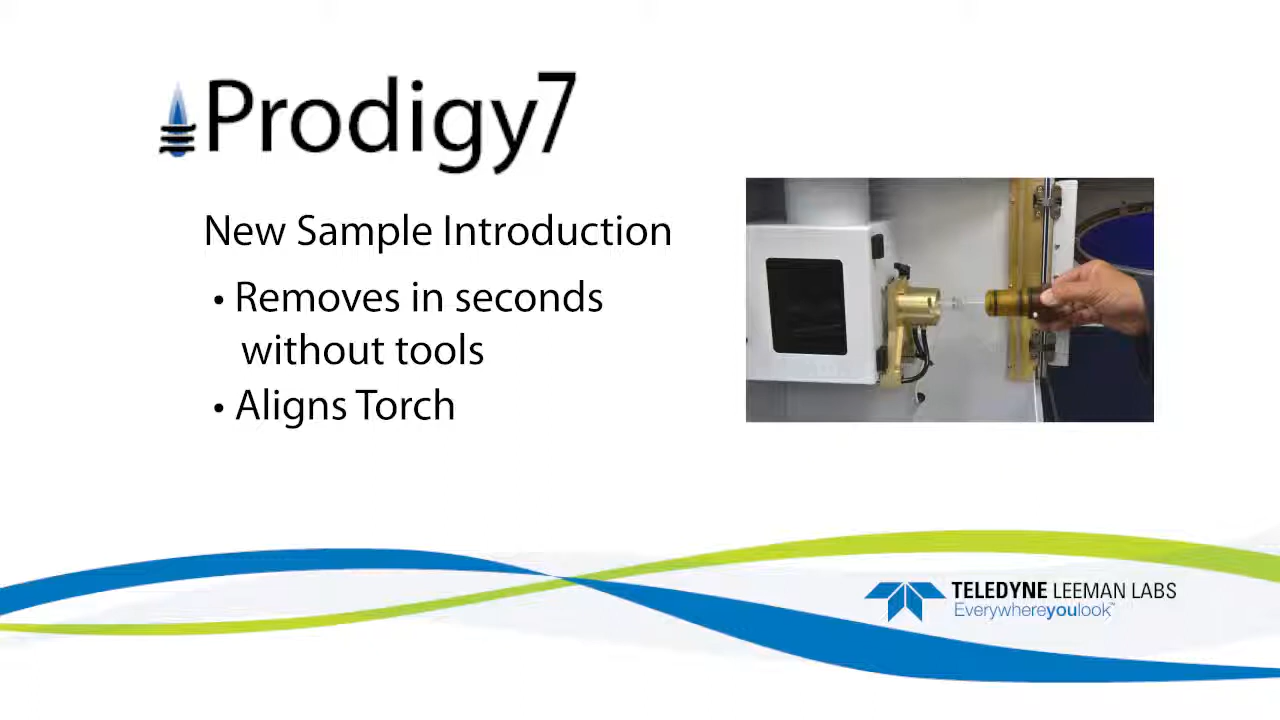 Prodigy7
New Sample Introduction
• Removes in seconds
without tools
• Aligns Torch
TELEDYNE LEEMAN LABS
Everywhereyoulook™